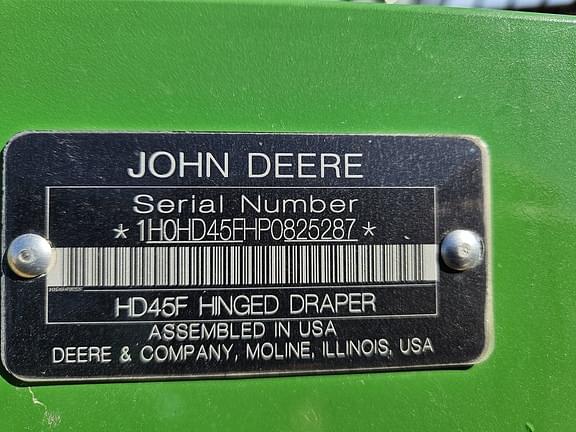 JOHN DEERE
Serial Number
*1H0HD45FHP0825287*
HD45F HINGED DRAPER
ASSEMBLED IN USA
DEERE & COMPANY, MOLINE, ILLINOIS, USA